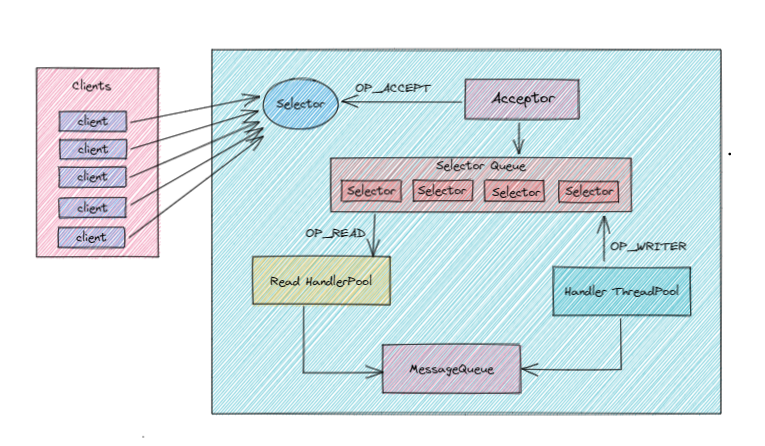 Clients
client
client
client
client
client
Selector
OP_ACCEPT
Acceptor
Selector Queue
Selector
Selector
Selector
Selector
OP_READ
OP_WRITER
Read HandlerPool
Handler ThreadPool
MessageQueue